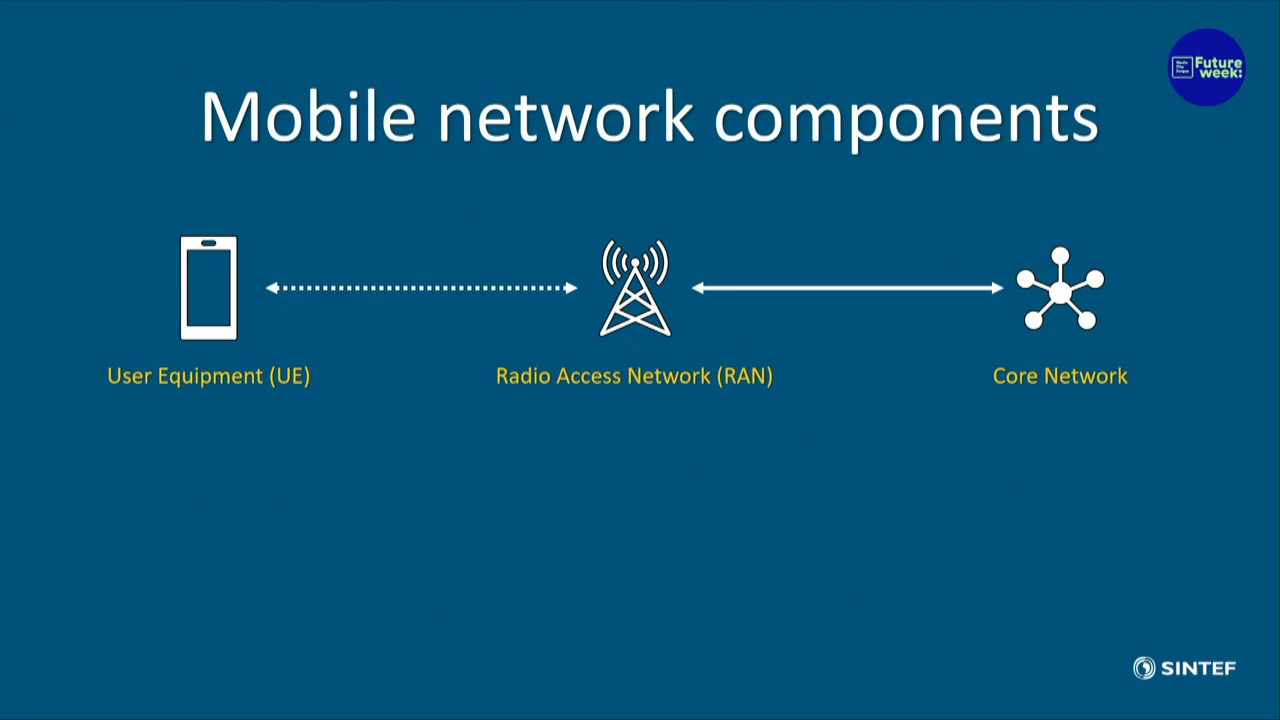 Future
week:
Mobile network components
User Equipment (UE)
Radio Access Network (RAN)
Core Network
SINTEF